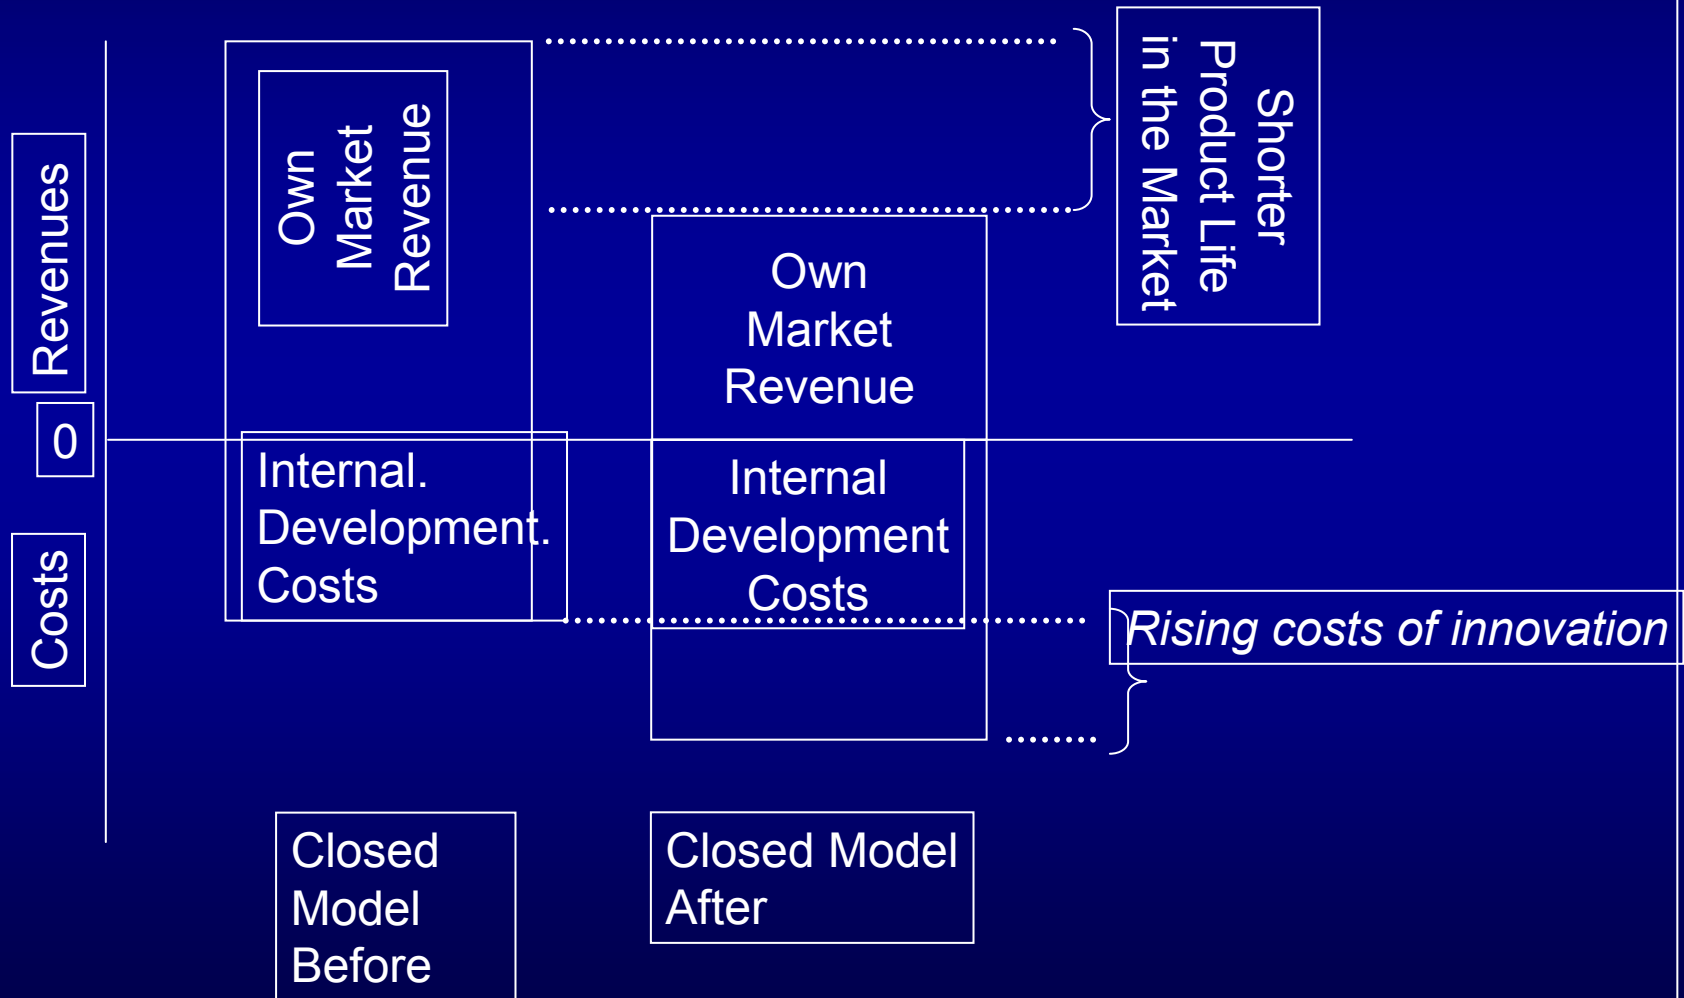 Revenues
0
Costs
Own
Market
Revenue
Own
Market
Revenue
Shorter
Product Life
in the Market
Internal.
Development.
Costs
Internal
Development
Costs
Rising costs of innovation
Closed
Model
Before
Closed Model
After